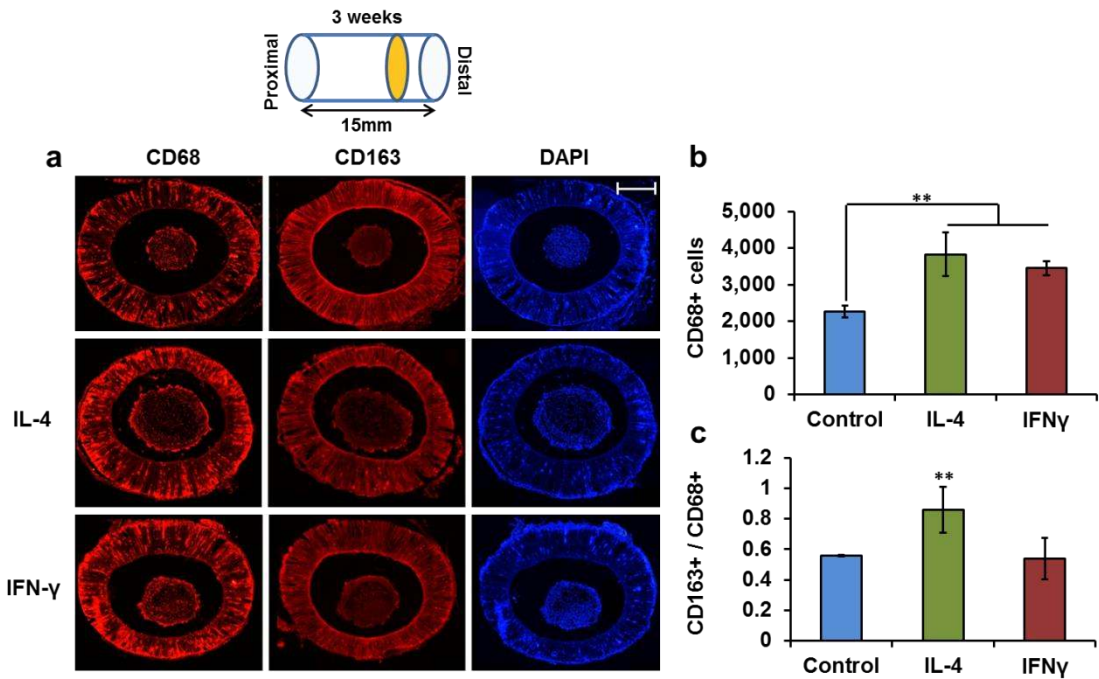 3 weeks
Proximal
Distal
15mm
a
CD68
CD163
DAPI
IL-4
IFN-γ
b
**
CD68+ cells
5,000
4,000
3,000
2,000
1,000
0
Control IL-4 IFNγ
c
**
CD163+ / CD68+
1.2
1
0.8
0.6
0.4
0.2
0
Control IL-4 IFNγ